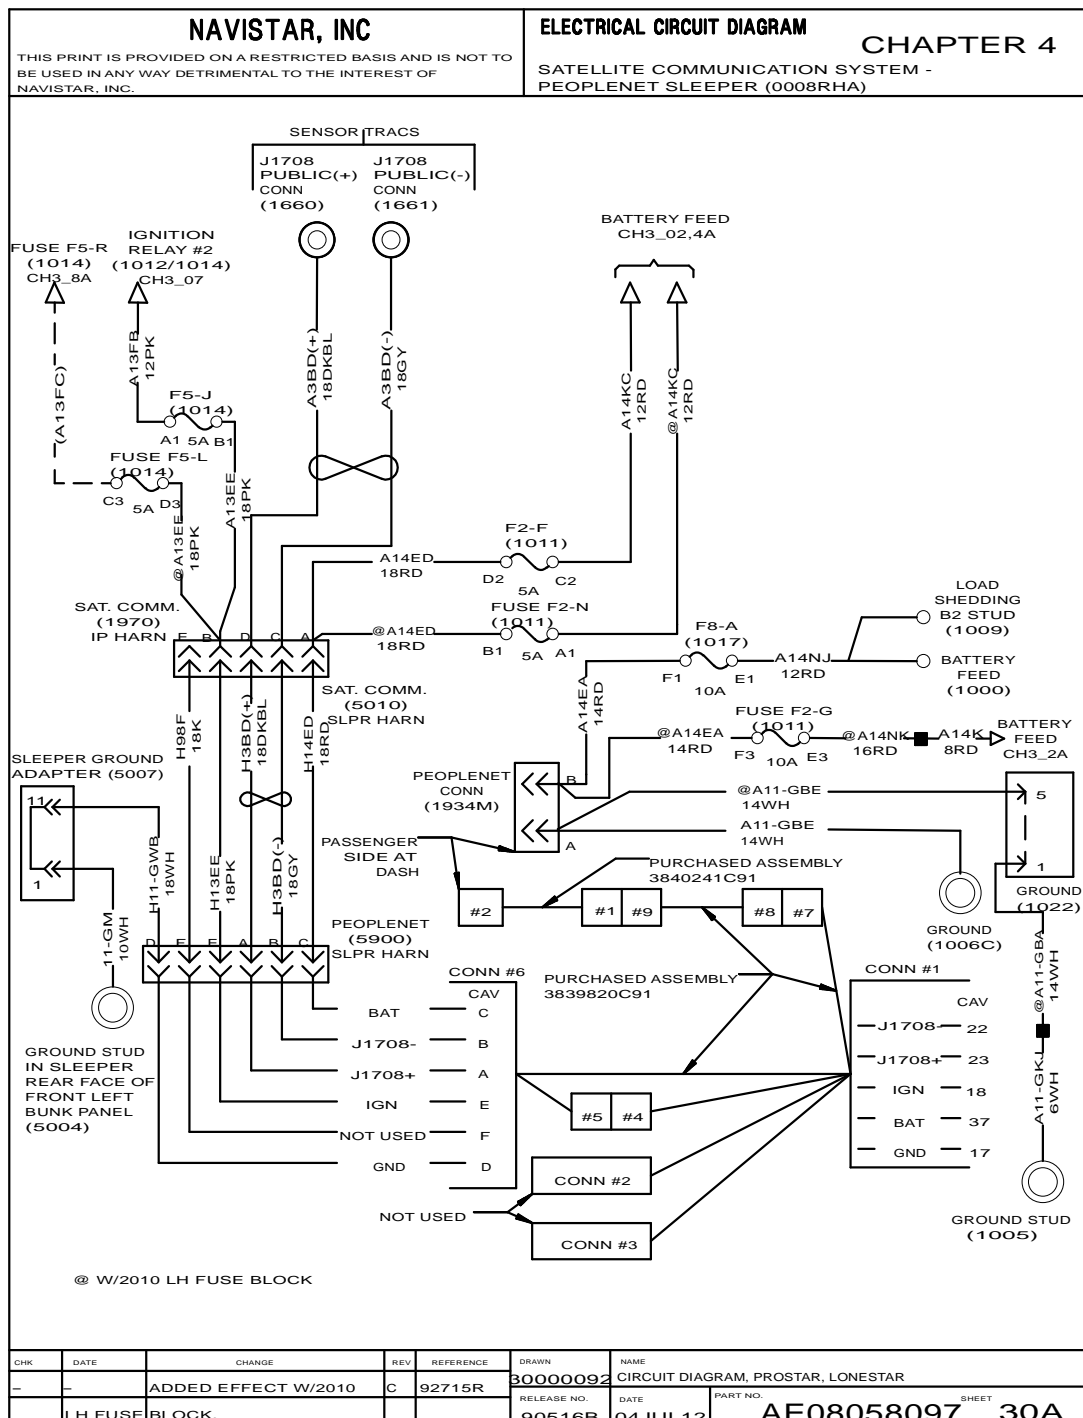 NAVISTAR, INC
THIS PRINT IS PROVIDED ON A RESTRICTED BASIS AND IS NOT TO
BE USED IN ANY WAY DETRIMENTAL TO THE INTEREST OF
NAVISTAR, INC.
ELECTRICAL CIRCUIT DIAGRAM
CHAPTER 4
SATELLITE COMMUNICATION SYSTEM -
PEOPLENET SLEEPER (0008RHA)
SENSOR TRACS
J1708
PUBLIC(+)
CONN
(1660)
J1708
PUBLIC(-)
CONN
(1661)
BATTERY FEED
CH3_02,4A
FUSE F5-R
(1014)
CH3_8A
IGNITION
RELAY #2
(1012/1014)
CH3_07
(A13FC)
A13FB
12PK
A3BD(+)
18DKBL
A3BD(-)
18GY
A14KC
12RD
@A14KC
12RD
F5-J
(1014)
A1 5A B1
FUSE F5-L
(1014)
C3 5A D3
@A13EE
18PK
A13EE
18PK
A14ED
18RD
F2-F
(1011)
D2 5A C2
FUSE F2-N
(1011)
@A14ED
18RD
B1 5A A1
SAT. COMM.
(1970)
IP HARN
E B D C A
SAT. COMM.
(5010)
SLPR HARN
F8-A
(1017)
F1 10A E1
A14NJ
12RD
LOAD
SHEDDING
B2 STUD
(1009)
BATTERY
FEED
(1000)
A14EA
14RD
FUSE F2-G
(1011)
@A14EA
14RD
F3 10A E3
@A14NK
16RD
A14K
8RD
BATTERY
FEED
CH3_2A
H98F
18K
H3BD(+)
18DKBL
H14ED
18RD
SLEEPER GROUND
ADAPTER (5007)
11
1
PEOPLENET
CONN
(1934M)
B
A
@A11-GBE
14WH
A11-GBE
14WH
5
1
GROUND
(1022)
PASSENGER
SIDE AT
DASH
PURCHASED ASSEMBLY
3840241C91
#2
#1 #9
#8 #7
GROUND
(1006C)
H11-GWB
18WH
H13EE
18PK
H3BD(-)
18GY
11-GM
10WH
PEOPLENET
(5900)
SLPR HARN
D F E A B C
PURCHASED ASSEMBLY
3839820C91
CONN #6
CAV
BAT C
J1708- B
J1708+ A
IGN E
NOT USED F
GND D
CONN #1
CAV
J1708- 22
J1708+ 23
IGN 18
BAT 37
GND 17
@A11-GBA
14WH
A11-GKJ
6WH
GROUND STUD
IN SLEEPER
REAR FACE OF
FRONT LEFT
BUNK PANEL
(5004)
#5 #4
CONN #2
NOT USED
CONN #3
GROUND STUD
(1005)
@ W/2010 LH FUSE BLOCK
CHK DATE CHANGE REV REFERENCE
– – ADDED EFFECT W/2010 C 92715R
LH FUSE BLOCK.
DRAWN
30000092
NAME
CIRCUIT DIAGRAM, PROSTAR, LONESTAR
RELEASE NO.
90516B
DATE
04JUL12
PART NO.
AF08058097
SHEET
30A